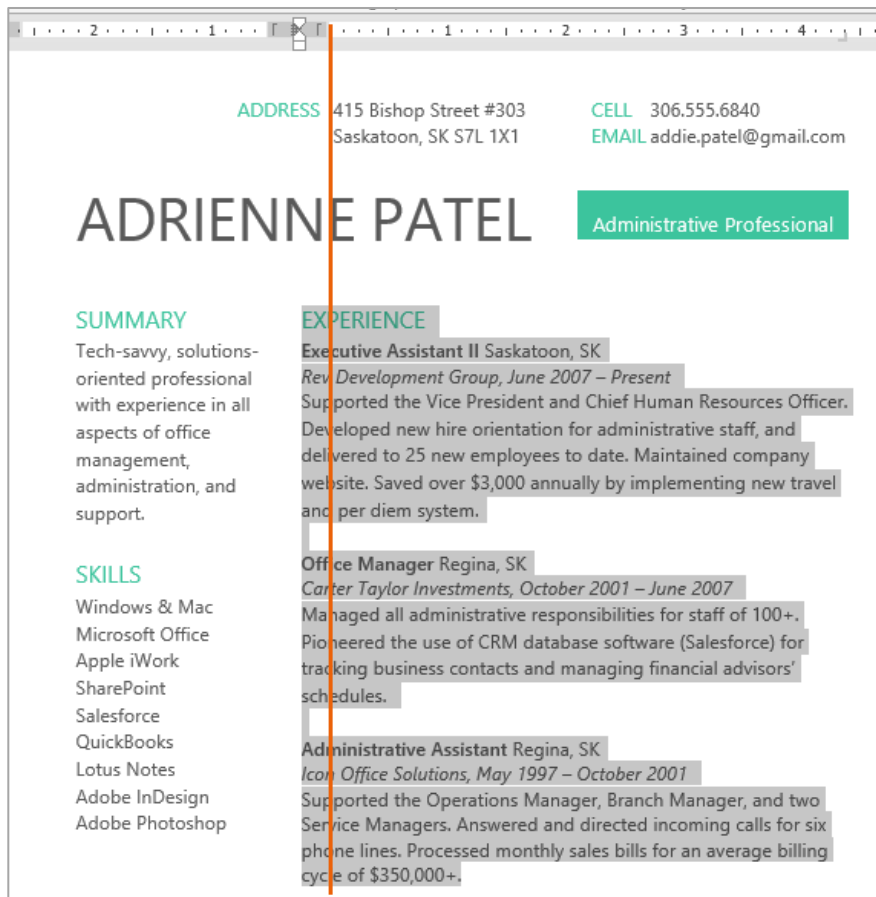 2 1 1 2 3 4
ADDRESS 415 Bishop Street #303
Saskatoon, SK S7L 1X1
CELL 306.555.6840
EMAIL addie.patel@gmail.com
ADRIENNE PATEL
Administrative Professional
SUMMARY
Tech-savvy, solutions-
oriented professional
with experience in all
aspects of office
management,
administration, and
support.
SKILLS
Windows & Mac
Microsoft Office
Apple iWork
SharePoint
Salesforce
QuickBooks
Lotus Notes
Adobe InDesign
Adobe Photoshop
EXPERIENCE
Executive Assistant II Saskatoon, SK
Rev Development Group, June 2007 – Present
Supported the Vice President and Chief Human Resources Officer.
Developed new hire orientation for administrative staff, and
delivered to 25 new employees to date. Maintained company
website. Saved over $3,000 annually by implementing new travel
and per diem system.
Office Manager Regina, SK
Carter Taylor Investments, October 2001 – June 2007
Managed all administrative responsibilities for staff of 100+.
Pioneered the use of CRM database software (Salesforce) for
tracking business contacts and managing financial advisors’
schedules.
Administrative Assistant Regina, SK
Icon Office Solutions, May 1997 – October 2001
Supported the Operations Manager, Branch Manager, and two
Service Managers. Answered and directed incoming calls for six
phone lines. Processed monthly sales bills for an average billing
cycle of $350,000+.